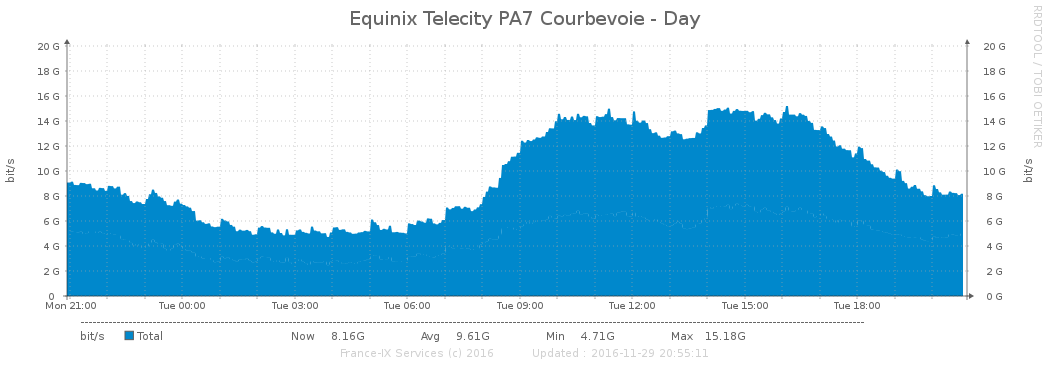 Equinix Telecity PA7 Courbevoie - Day
RRDTOOL / TOBI OETIKER
20 G 20 G
18 G 18 G
16 G 16 G
14 G 14 G
12 G 12 G
10 G 10 G
8 G 8 G
6 G 6 G
4 G 4 G
2 G 2 G
0 0 G
bit/s
bit/s
Mon 21:00 Tue 00:00 Tue 03:00 Tue 06:00 Tue 09:00 Tue 12:00 Tue 15:00 Tue 18:00
bit/s Total Now 8.16G Avg 9.61G Min 4.71G Max 15.18G
France-IX Services (c) 2016 Updated : 2016-11-29 20:55:11